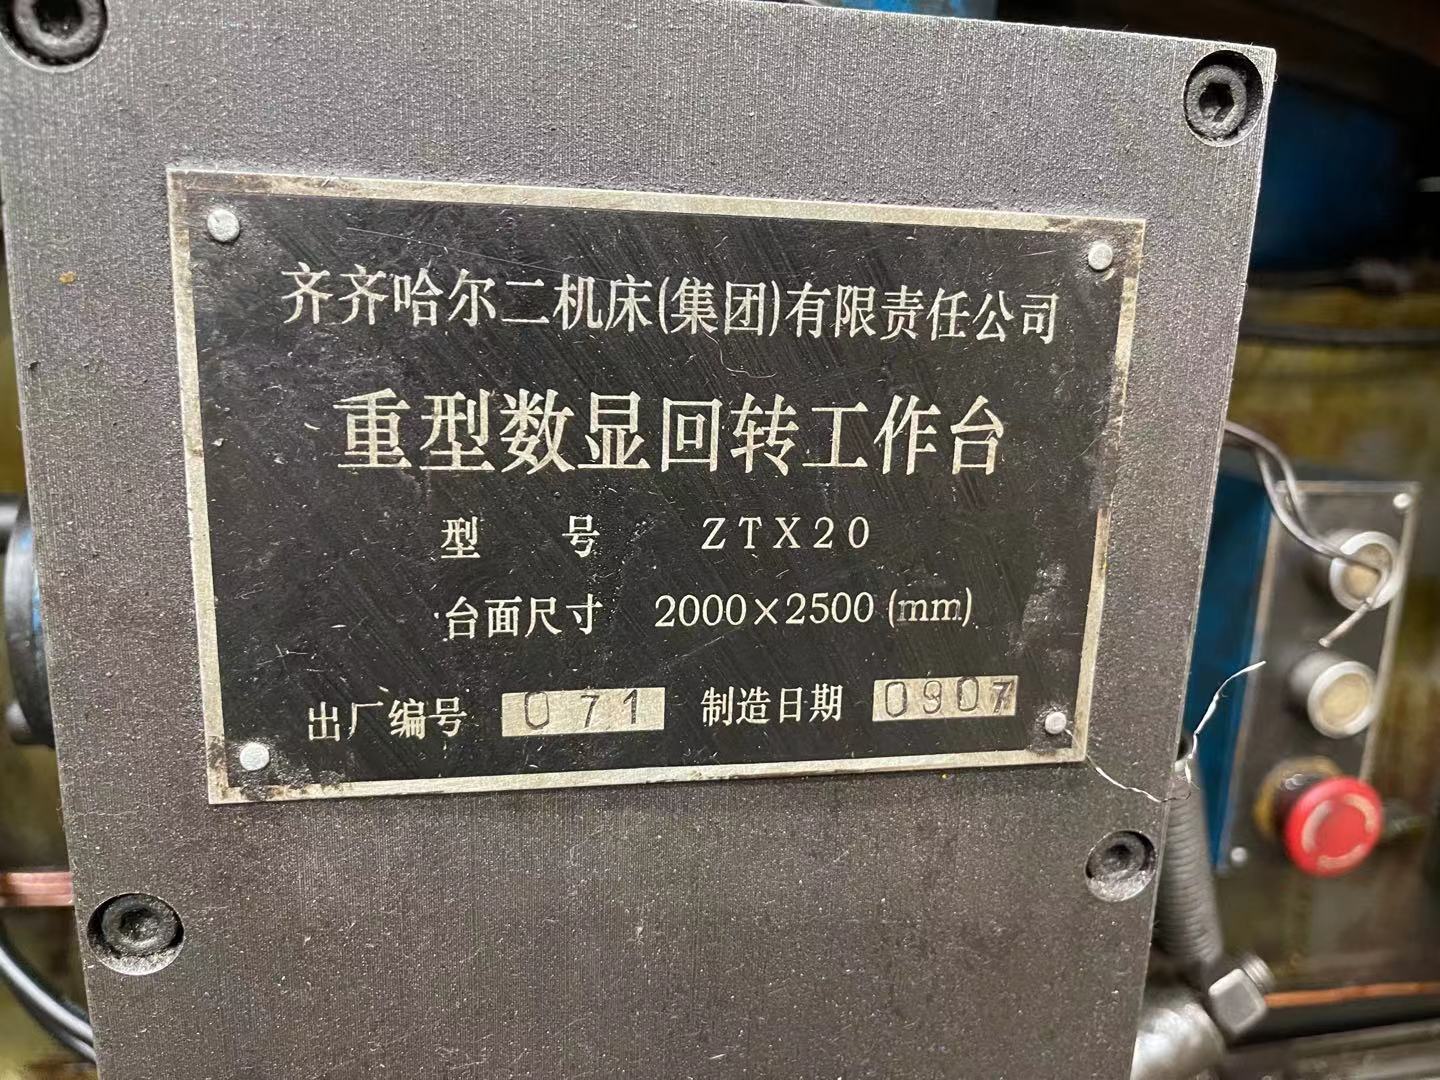 齐齐哈尔二机床(集团)有限责任公司
重型数显回转工作台
型 号 ZTX20
台面尺寸 2000×2500(mm)
出厂编号 071 制造日期 0907